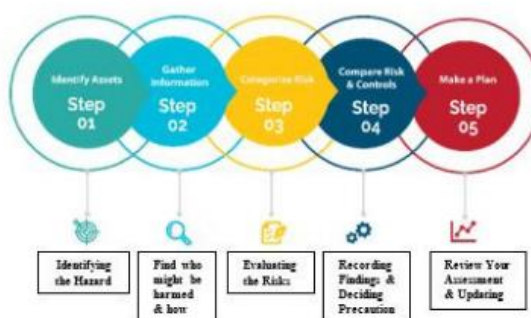 Identify Assets
Step
01
Gather
Information
Step
02
Categorize Risk
Step
03
Compare Risk
& Controls
Step
04
Make a Plan
Step
05
Identifying
the Hazard
Find who
might be
harmed
& how
Evaluating
the Risks
Recording
Findings &
Deciding
Precaution
Review Your
Assessment
& Updating